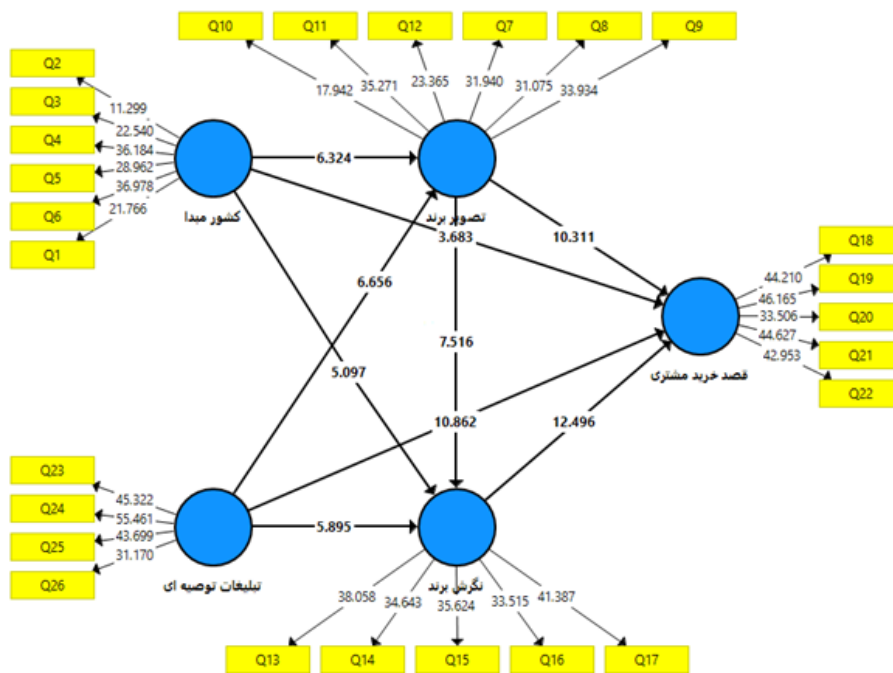 Q10 Q11 Q12 Q7 Q8 Q9
17.942 35.271 23.365 31.940 31.075 33.934
Q2
Q3
Q4
Q5
Q6
Q1
11.299
22.540
36.184
28.962
36.978
21.766
کشور مبدا
6.324
تصویر برند
3.683
10.311
6.656
7.516
5.097
10.862
12.496
5.895
Q18
Q19
Q20
Q21
Q22
44.210
46.165
33.506
44.627
42.953
قصد خرید مشتری
Q23
Q24
Q25
Q26
45.322
55.461
43.699
31.170
تبلیغات توصیه ای
نگرش برند
38.058 34.643 35.624 33.515 41.387
Q13 Q14 Q15 Q16 Q17